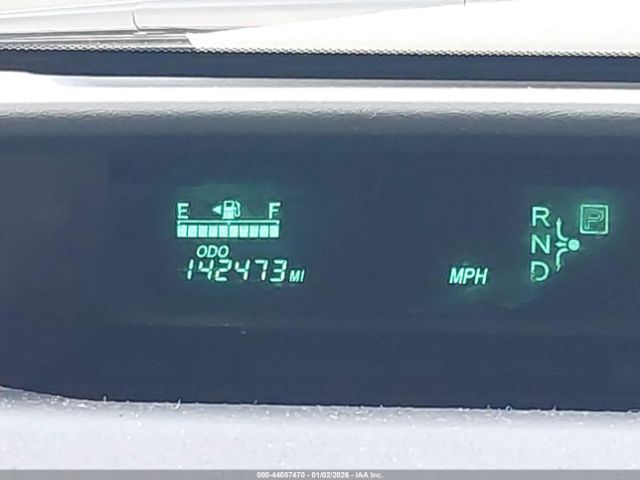 E F
ODO
142473 MI
MPH
R P
N
D
000-44057470 - 01/02/2026 - IAA Inc.